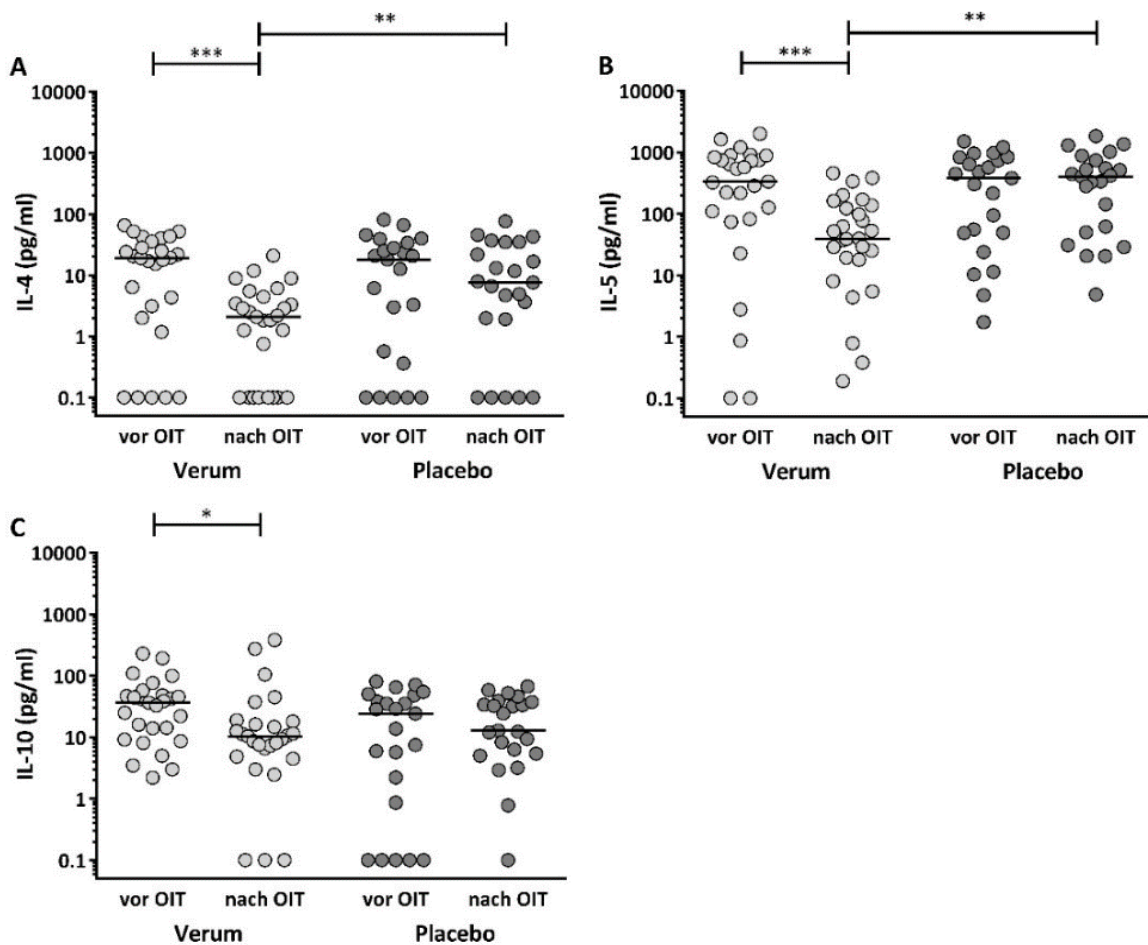 A
***
**
IL-4 (pg/ml)
10000
1000
100
10
1
0.1
vor OIT nach OIT vor OIT nach OIT
Verum Placebo
B
***
**
IL-5 (pg/ml)
10000
1000
100
10
1
0.1
vor OIT nach OIT vor OIT nach OIT
Verum Placebo
C
*
IL-10 (pg/ml)
10000
1000
100
10
1
0.1
vor OIT nach OIT vor OIT nach OIT
Verum Placebo